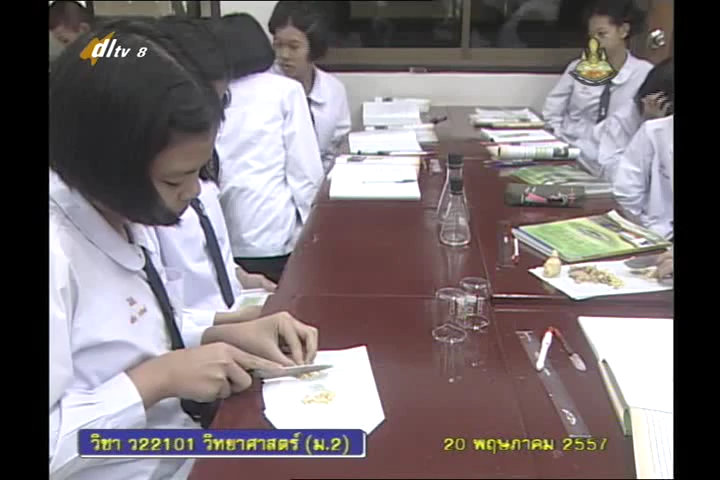 dltv 8
วิชา ว22101 วิทยาศาสตร์ (ม.2)
20 พฤษภาคม 2557